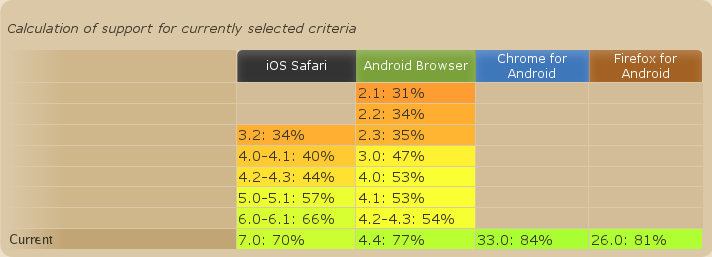 Calculation of support for currently selected criteria
iOS Safari Android Browser Chrome for Android Firefox for Android
2.1: 31%
2.2: 34%
3.2: 34% 2.3: 35%
4.0-4.1: 40% 3.0: 47%
4.2-4.3: 44% 4.0: 53%
5.0-5.1: 57% 4.1: 53%
6.0-6.1: 66% 4.2-4.3: 54%
Current 7.0: 70% 4.4: 77% 33.0: 84% 26.0: 81%